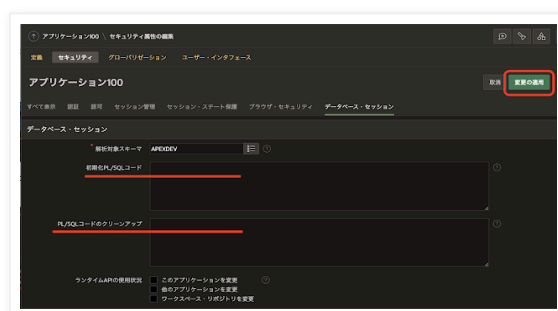 アプリケーション100 \ セキュリティ属性の編集
定義 セキュリティ グローバリゼーション ユーザー・インタフェース
アプリケーション100 取消 変更の適用
すべて表示 認証 認可 セッション管理 セッション・ステート保護 ブラウザ・セキュリティ データベース・セッション
データベース・セッション
* 解析対象スキーマ APEXDEV
初期化PL/SQLコード
PL/SQLコードのクリーンアップ
ランタイムAPIの使用状況 このアプリケーションを変更
他のアプリケーションを変更
ワークスペース・リポジトリを変更